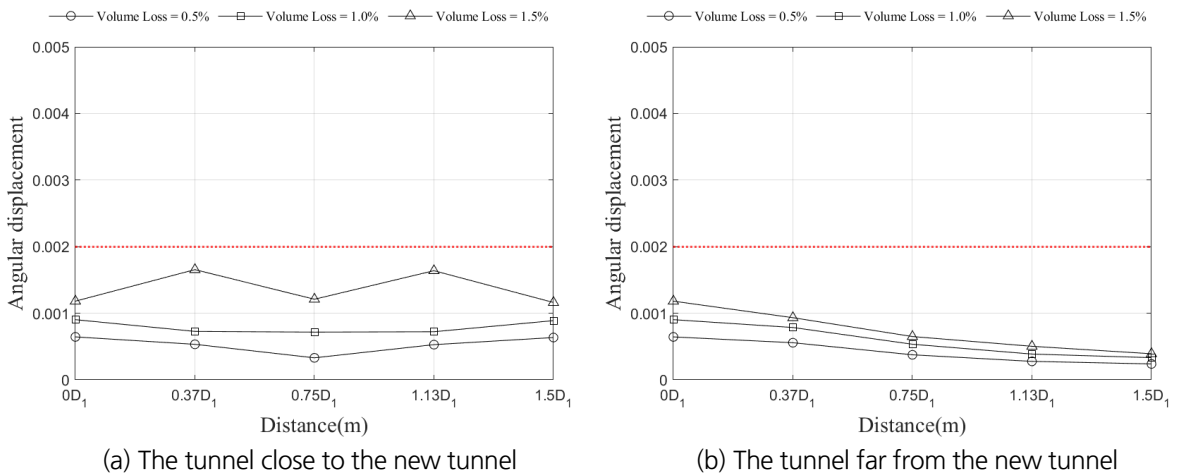 Volume Loss = 0.5% Volume Loss = 1.0% Volume Loss = 1.5%
0.005
0.004
0.003
0.002
0.001
0
Angular displacement
0D1 0.37D1 0.75D1 1.13D1 1.5D1
Distance(m)
(a) The tunnel close to the new tunnel
Volume Loss = 0.5% Volume Loss = 1.0% Volume Loss = 1.5%
0.005
0.004
0.003
0.002
0.001
0
Angular displacement
0D1 0.37D1 0.75D1 1.13D1 1.5D1
Distance(m)
(b) The tunnel far from the new tunnel